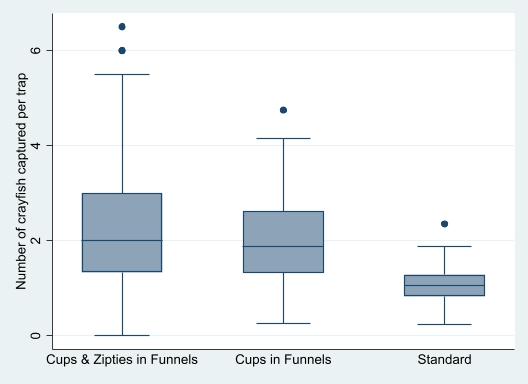 Number of crayfish captured per trap
6
4
2
0
Cups & Zipties in Funnels
Cups in Funnels
Standard